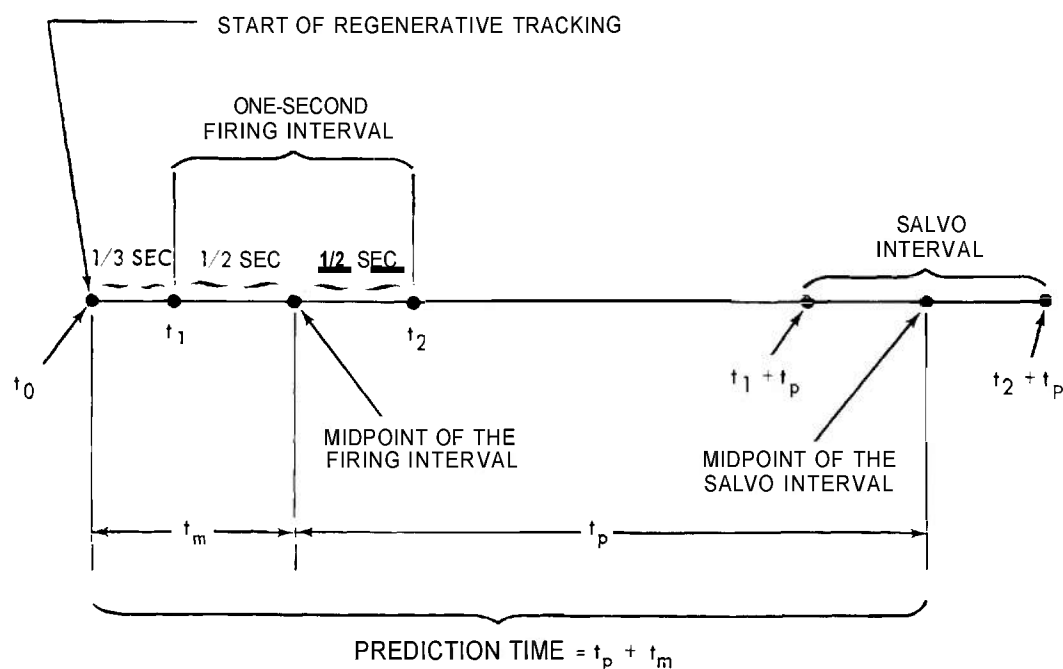 START OF REGENERATIVE TRACKING
ONE-SECOND
FIRING INTERVAL
SALVO
INTERVAL
1/3 SEC
1/2 SEC
1/2 SEC
t1
t2
t0
t1 + tp
t2 + tp
MIDPOINT OF THE
FIRING INTERVAL
MIDPOINT OF THE
SALVO INTERVAL
tm
tp
PREDICTION TIME = tp + tm